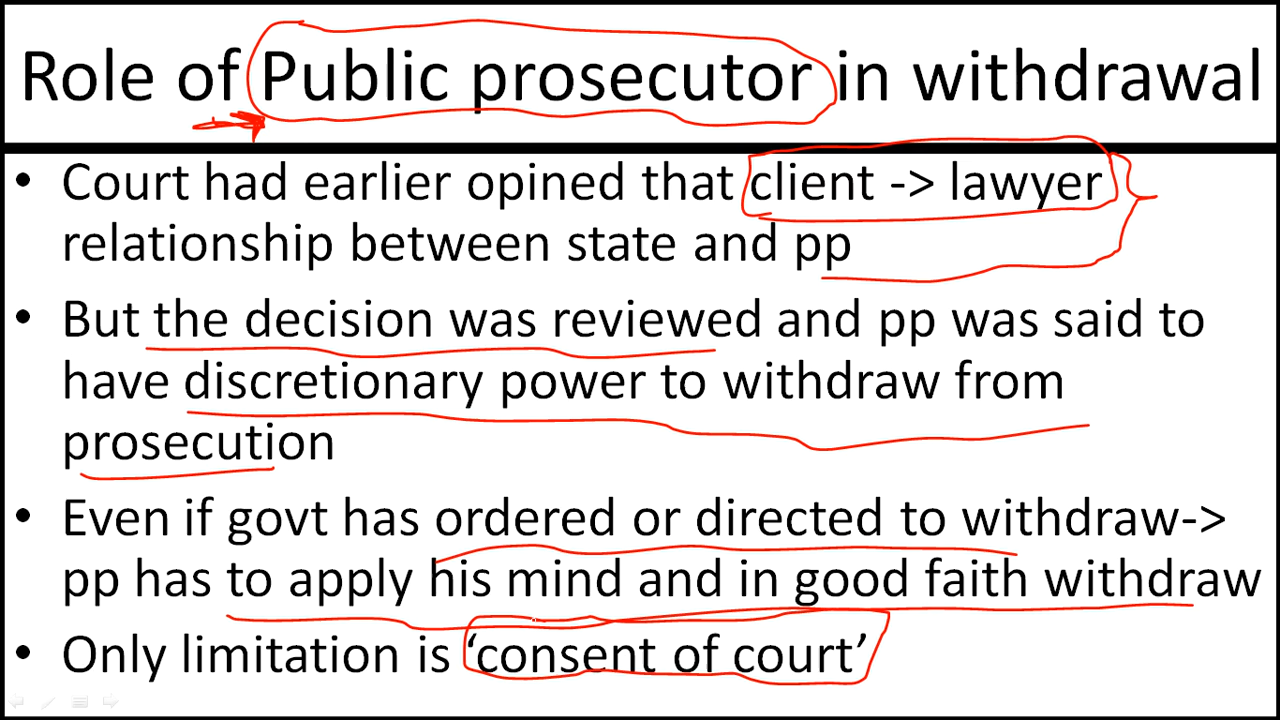 Role of Public prosecutor in withdrawal
• Court had earlier opined that client -> lawyer
relationship between state and pp
• But the decision was reviewed and pp was said to
have discretionary power to withdraw from
prosecution
• Even if govt has ordered or directed to withdraw->
pp has to apply his mind and in good faith withdraw
• Only limitation is ‘consent of court’